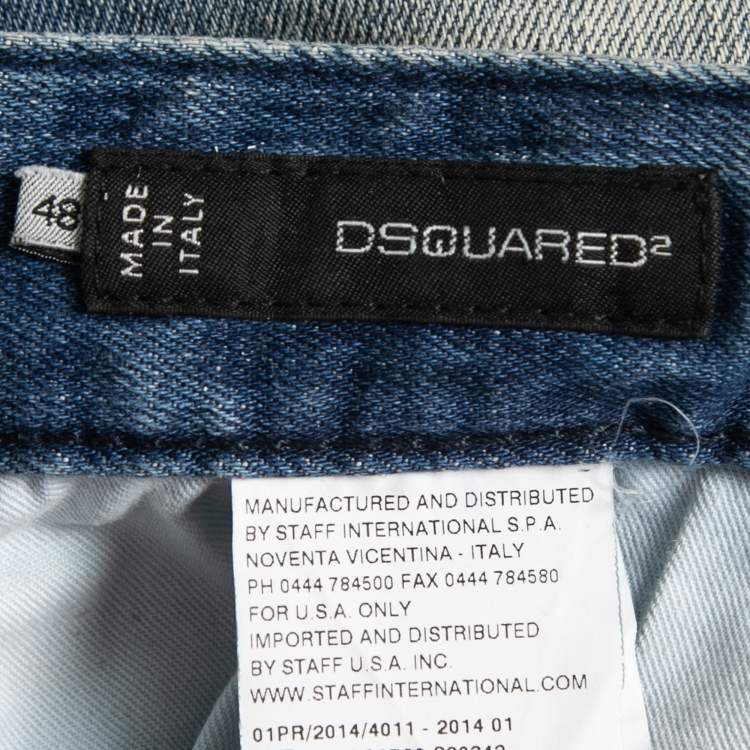 48
MADE
IN
ITALY
DSQUARED²
MANUFACTURED AND DISTRIBUTED
BY STAFF INTERNATIONAL S.P.A.
NOVENTA VICENTINA - ITALY
PH 0444 784500 FAX 0444 784580
FOR U.S.A. ONLY
IMPORTED AND DISTRIBUTED
BY STAFF U.S.A. INC.
WWW.STAFFINTERNATIONAL.COM
01PR/2014/4011 - 2014 01